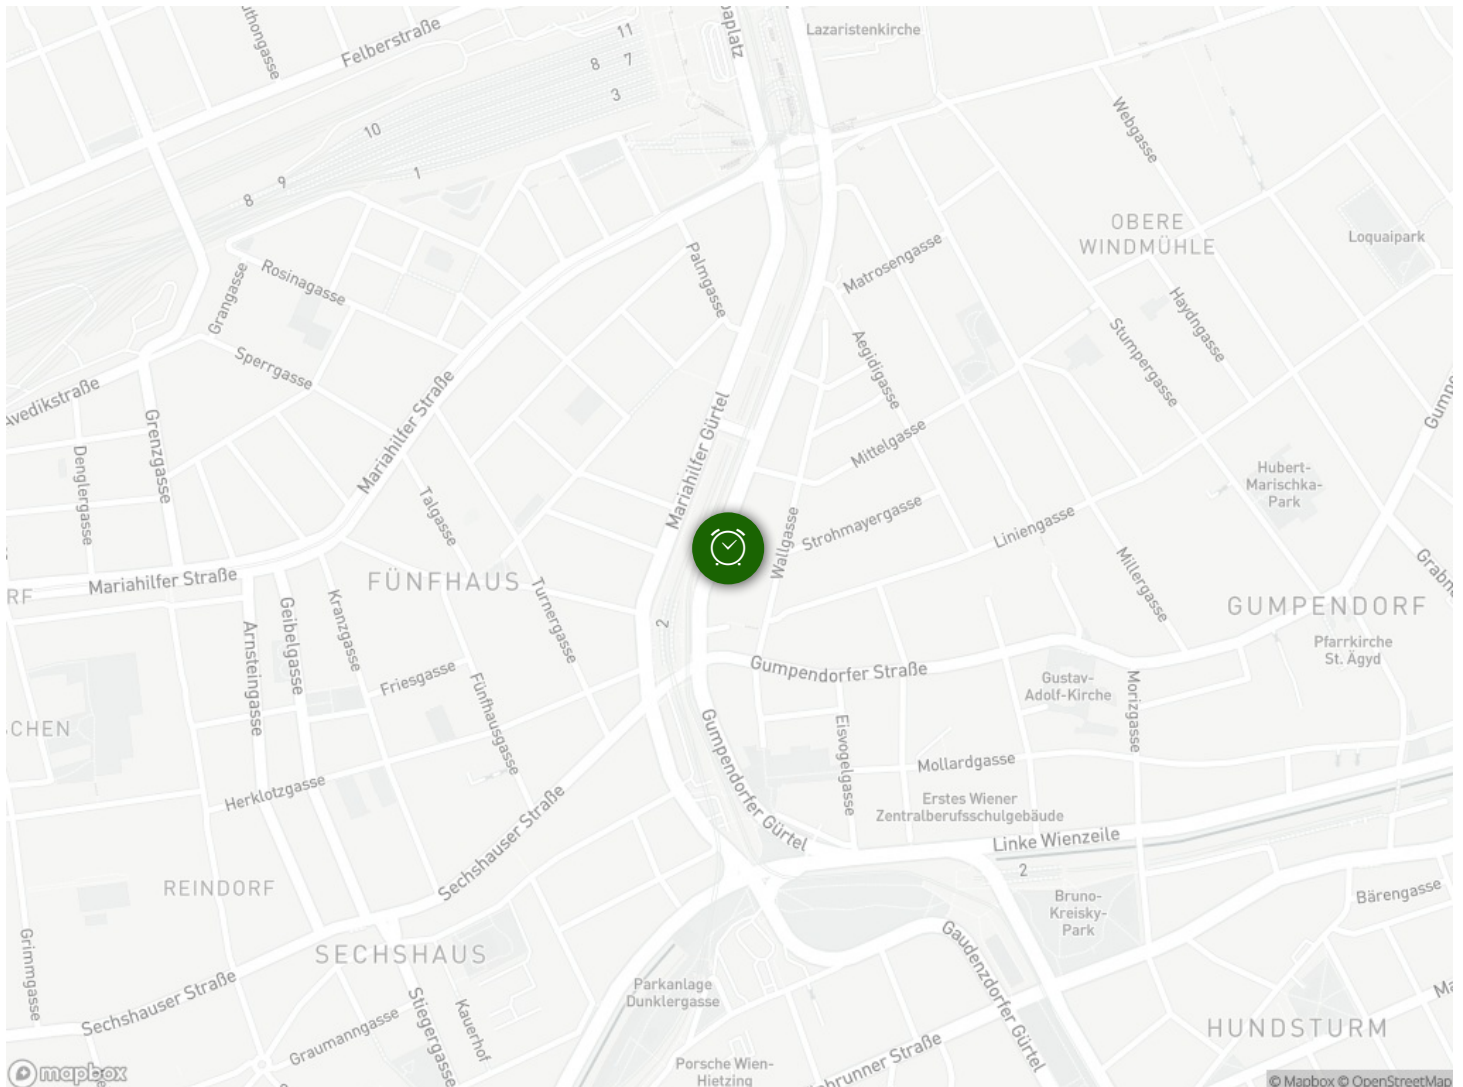 Lazaristenkirche
Felberstraße
11
8
7
3
10
9
8
1
Webgasse
OBERE
WINDMÜHLE
Loquaipark
Palmgasse
Matrosengasse
Rosinagasse
Grangasse
Haydngasse
Stumpergasse
Sperrgasse
Aegidigasse
Avedikstraße
Grenzgasse
Mariahilfer Straße
Mariahilfer Gürtel
Mittelgasse
Denglergasse
Talgasse
Hubert-
Marischka-
Park
Strohmayergasse
Liniengasse
Wallgasse
Millergasse
Mariahilfer Straße
FÜNFHAUS
Turnergasse
GUMPENDORF
RF
Geibelgasse
Kranzgasse
Arnsteingasse
2
Pfarrkirche
St. Ägyd
Gumpendorfer Straße
Friesgasse
Gustav-
Adolf-Kirche
Morizgasse
Fünfhausgasse
CHEN
Gumpendorfer Gürtel
Eisvogelgasse
Mollardgasse
Herklotzgasse
Erstes Wiener
Zentralberufsschulgebäude
Sechshauser Straße
Linke Wienzeile
2
REINDORF
Bruno-
Kreisky-
Park
Bärengasse
Grimmgasse
SECHSHAUS
Gaudenzdorfer Gürtel
Parkanlage
Dunklergasse
Sechshauser Straße
Stiegergasse
Kauerhof
Graumanngasse
HUNDSTURM
Porsche Wien-
Hietzing
mapbox
© Mapbox © OpenStreetMap